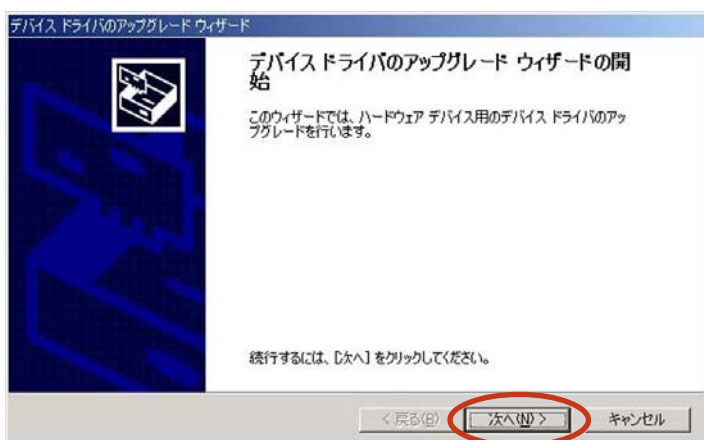 デバイス ドライバのアップグレード ウィザード
デバイス ドライバのアップグレード ウィザードの開
始
このウィザードでは、ハードウェア デバイス用のデバイス ドライバのアッ
プグレードを行います。
続行するには、[次へ] をクリックしてください。
< 戻る(B)
次へ(N) >
キャンセル